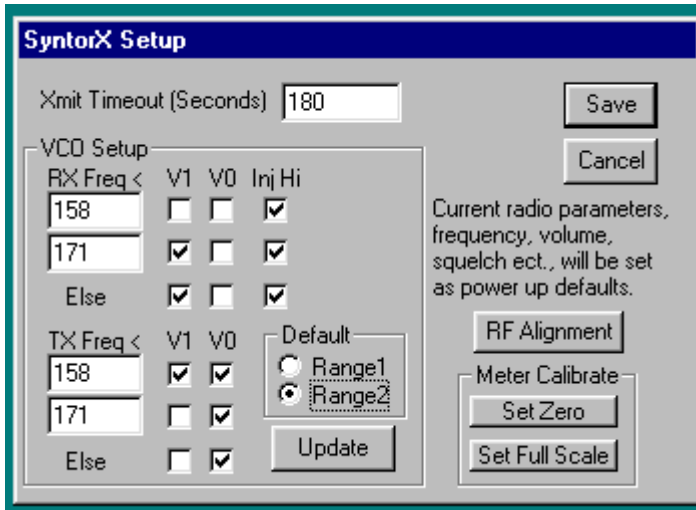 SyntorX Setup
Xmit Timeout (Seconds) 180
Save
Cancel
VCO Setup
RX Freq < V1 V0 Inj Hi
158
171
Else
TX Freq < V1 V0
158
171
Else
Default
Range1
Range2
Update
Current radio parameters,
frequency, volume,
squelch ect., will be set
as power up defaults.
RF Alignment
Meter Calibrate
Set Zero
Set Full Scale